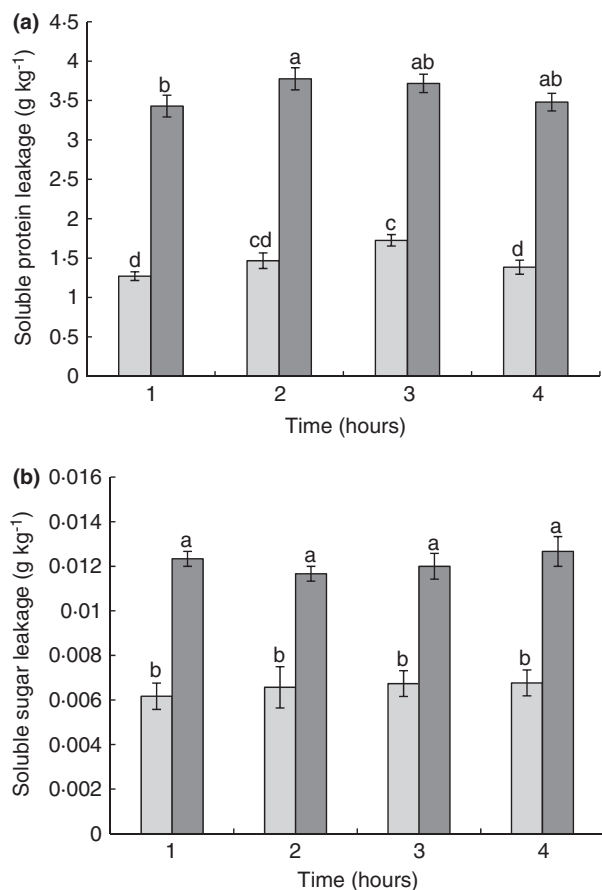 (a)
Soluble protein leakage (g kg⁻¹)
4·5
4
3·5
3
2·5
2
1·5
1
0·5
0
d b cd a c ab d ab
1 2 3 4
Time (hours)
(b)
Soluble sugar leakage (g kg⁻¹)
0·016
0·014
0·012
0·01
0·008
0·006
0·004
0·002
0
b a b a b a b a
1 2 3 4
Time (hours)